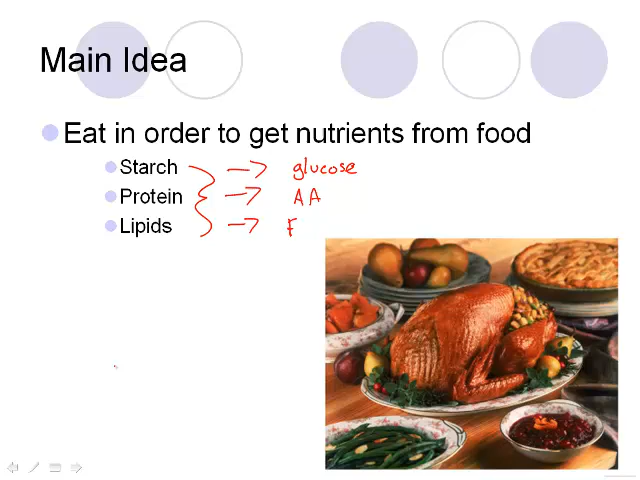 Main Idea
Eat in order to get nutrients from food
Starch → glucose
Protein → AA
Lipids → F